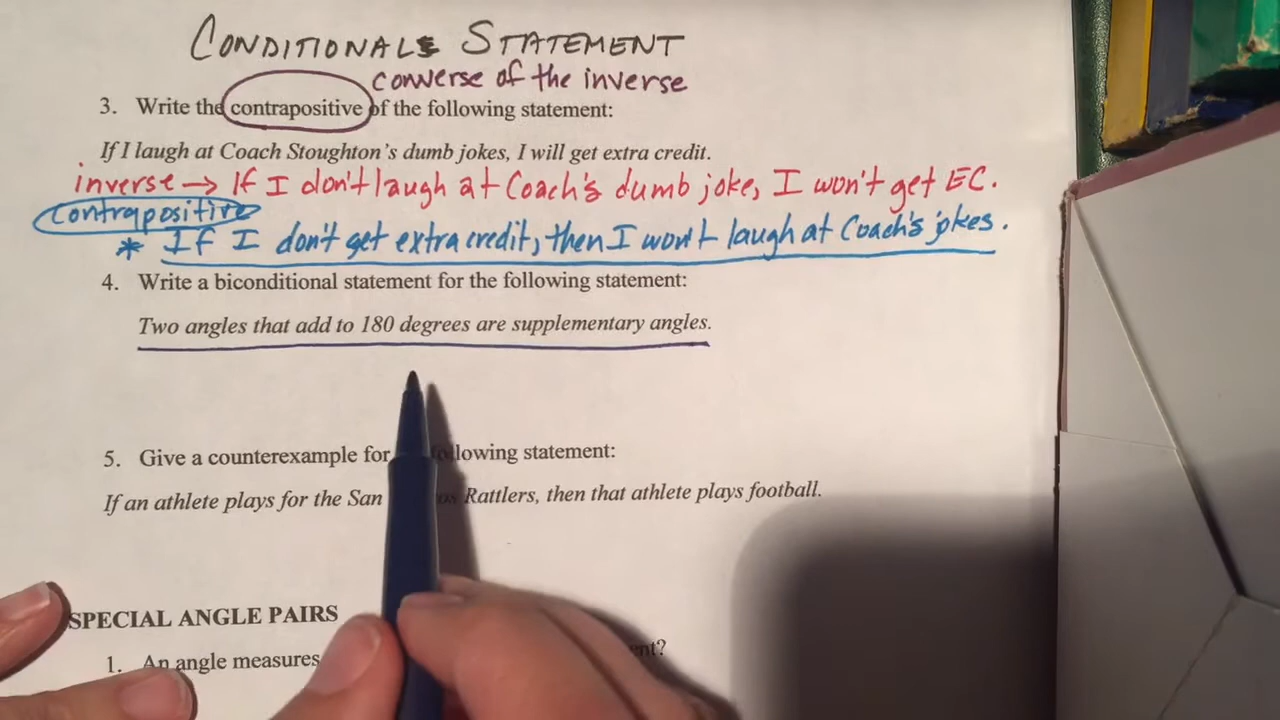 CONDITIONALS STATEMENT
converse of the inverse
3. Write the contrapositive of the following statement:
If I laugh at Coach Stoughton's dumb jokes, I will get extra credit.
inverse → If I don't laugh at Coach's dumb joke, I won't get EC.
contrapositive
* If I don't get extra credit, then I won't laugh at Coach's jokes.
4. Write a biconditional statement for the following statement:
Two angles that add to 180 degrees are supplementary angles.
5. Give a counterexample for following statement:
If an athlete plays for the San Rattlers, then that athlete plays football.
SPECIAL ANGLE PAIRS
1. An angle measures